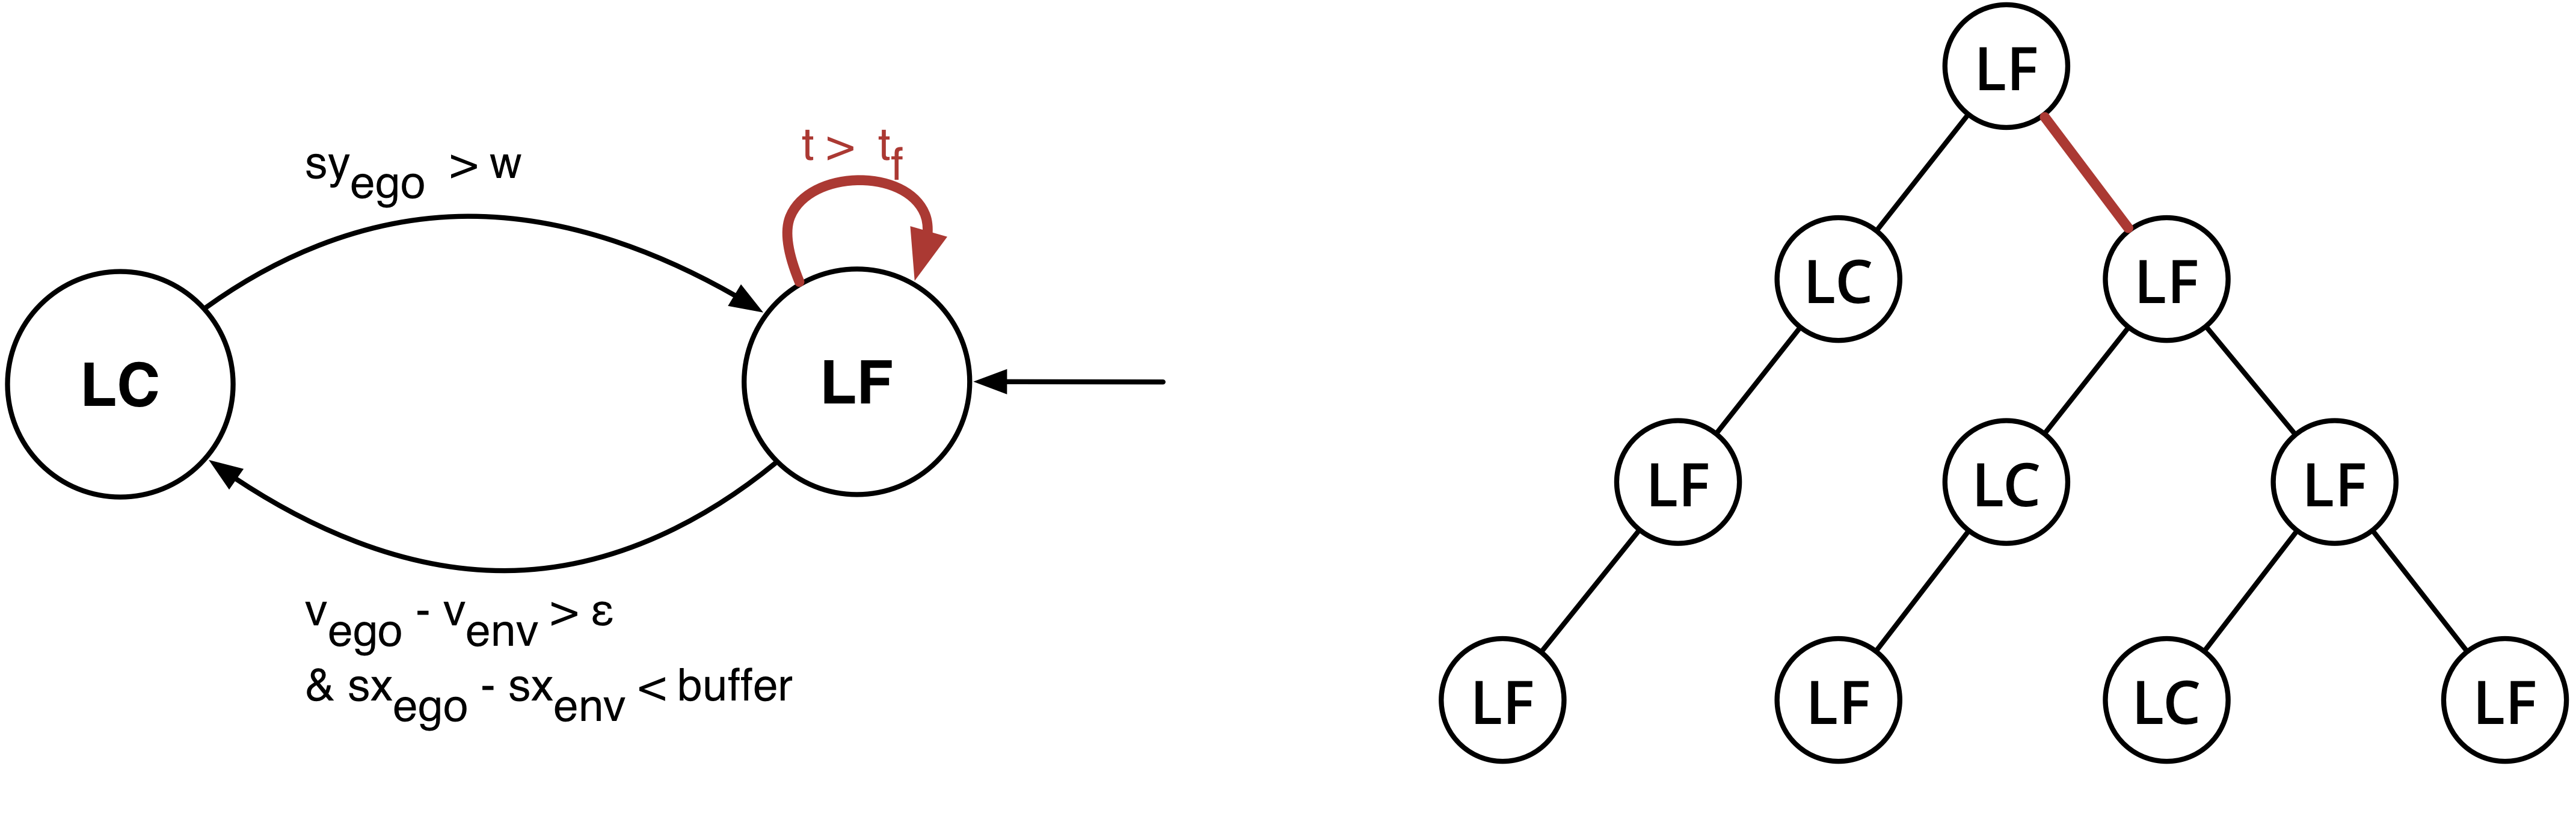 sy_ego > w
t > t_f
LC
LF
v_ego - v_env > ε
& sx_ego - sx_env < buffer
LF
LC
LF
LF
LC
LF
LF
LF
LC
LF